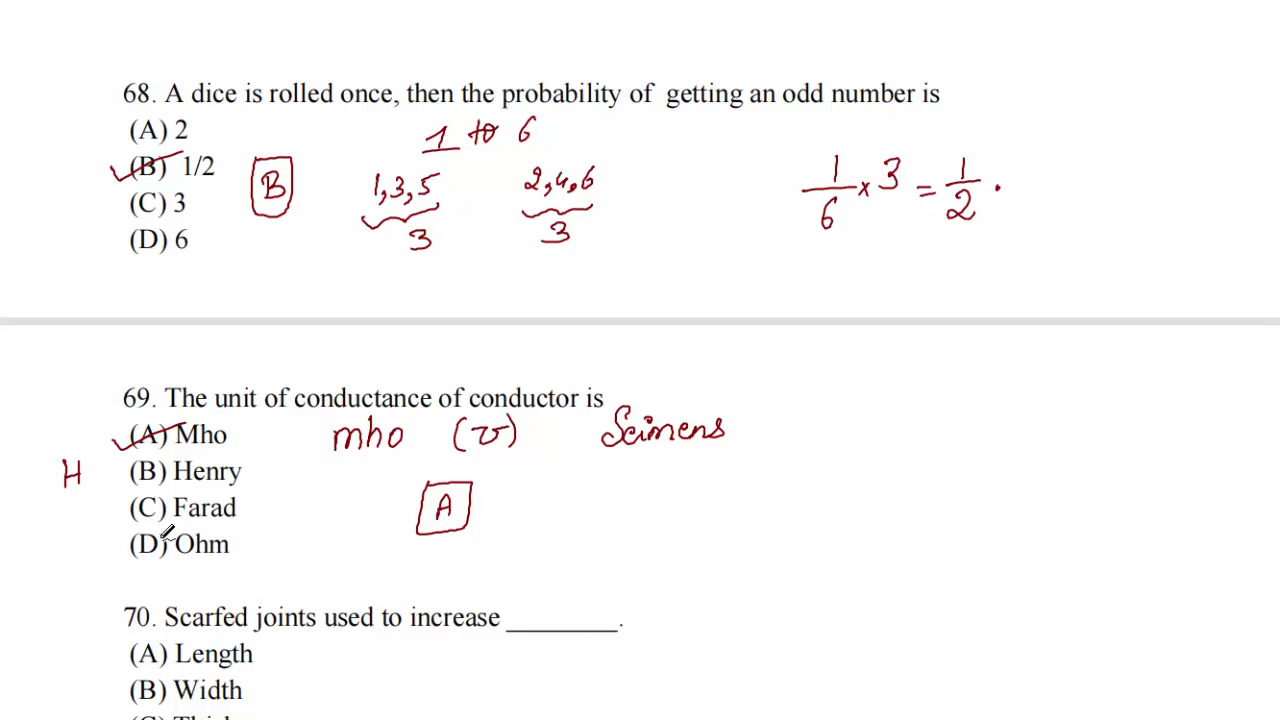 68. A dice is rolled once, then the probability of getting an odd number is
(A) 2
1 to 6
(B) 1/2
B
1,3,5
2,4,6
1/6 x 3 = 1/2 .
(C) 3
3
3
(D) 6
69. The unit of conductance of conductor is
(A) Mho
mho (℧) Seimens
H
(B) Henry
(C) Farad
A
(D) Ohm
70. Scarfed joints used to increase ________.
(A) Length
(B) Width